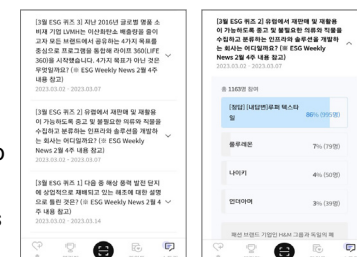 [3월 ESG 퀴즈 3] 지난 2016년 글로벌 명품 소
비재 기업 LVMH는 이산화탄소 배출량을 줄이
고자 모든 브랜드에서 공유하는 4가지 목표를
중심으로 프로그램을 통해 라이프 360(LIFE
360)을 시작했습니다. 4가지 목표가 아닌 것은
무엇일까요? (※ ESG Weekly News 2월 4주
내용 참고)
2023.03.02 - 2023.03.07
[3월 ESG 퀴즈 2] 유럽에서 재판매 및 재활용
이 가능하도록 중고 및 불필요한 의류와 직물을
수집하고 분류하는 인프라와 솔루션을 개발하
는 회사는 어디일까요? (※ ESG Weekly
News 2월 4주 내용 참고)
2023.03.02 - 2023.03.07
[3월 ESG 퀴즈 1] 다음 중 해상 풍력 발전 단지
에 상업적으로 재배되고 있는 해조에 대한 설명
으로 틀린 것은? (※ ESG Weekly News 2월 4
주 내용 참고)
2023.03.02 - 2023.03.14
[3월 ESG 퀴즈 2] 유럽에서 재판매 및 재활용
이 가능하도록 중고 및 불필요한 의류와 직물을
수집하고 분류하는 인프라와 솔루션을 개발하
는 회사는 어디일까요? (※ ESG Weekly
News 2월 4주 내용 참고)
2023.03.02 - 2023.03.07
총 1163명 참여
[정답] [내답변]루퍼 텍스타
일 86% (995명)
볼루레온 7% (79명)
나이키 4% (50명)
언더아머 3% (39명)
패션 브랜드 기업인 H&M 그룹과 독일의 폐